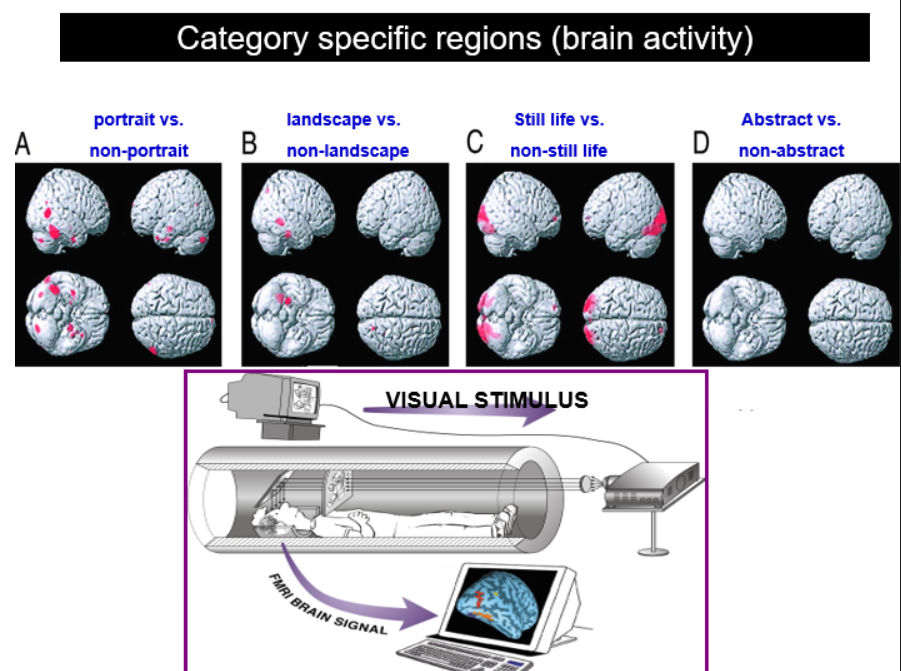 Category specific regions (brain activity)
A
portrait vs.
non-portrait
B
landscape vs.
non-landscape
C
Still life vs.
non-still life
D
Abstract vs.
non-abstract
VISUAL STIMULUS
FMRI BRAIN SIGNAL